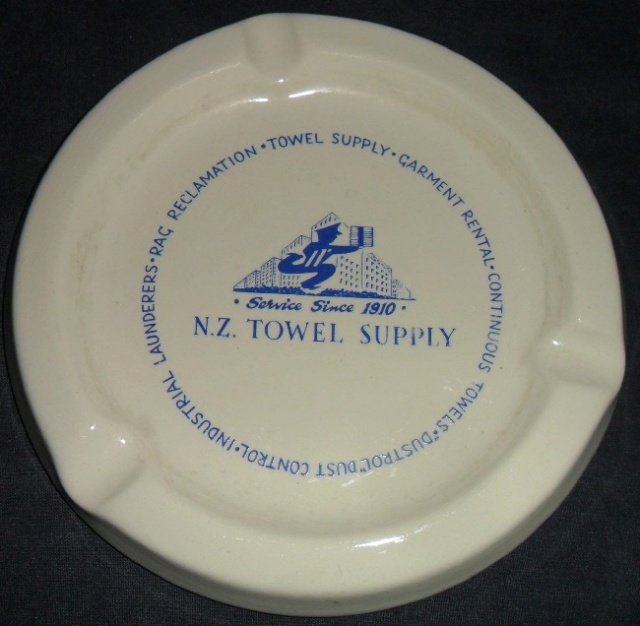 TOWEL SUPPLY • GARMENT RENTAL • CONTINUOUS TOWELS • "DUSTROL" DUST CONTROL • INDUSTRIAL LAUNDERERS • RAG RECLAMATION •
• Service Since 1910 •
N.Z. TOWEL SUPPLY